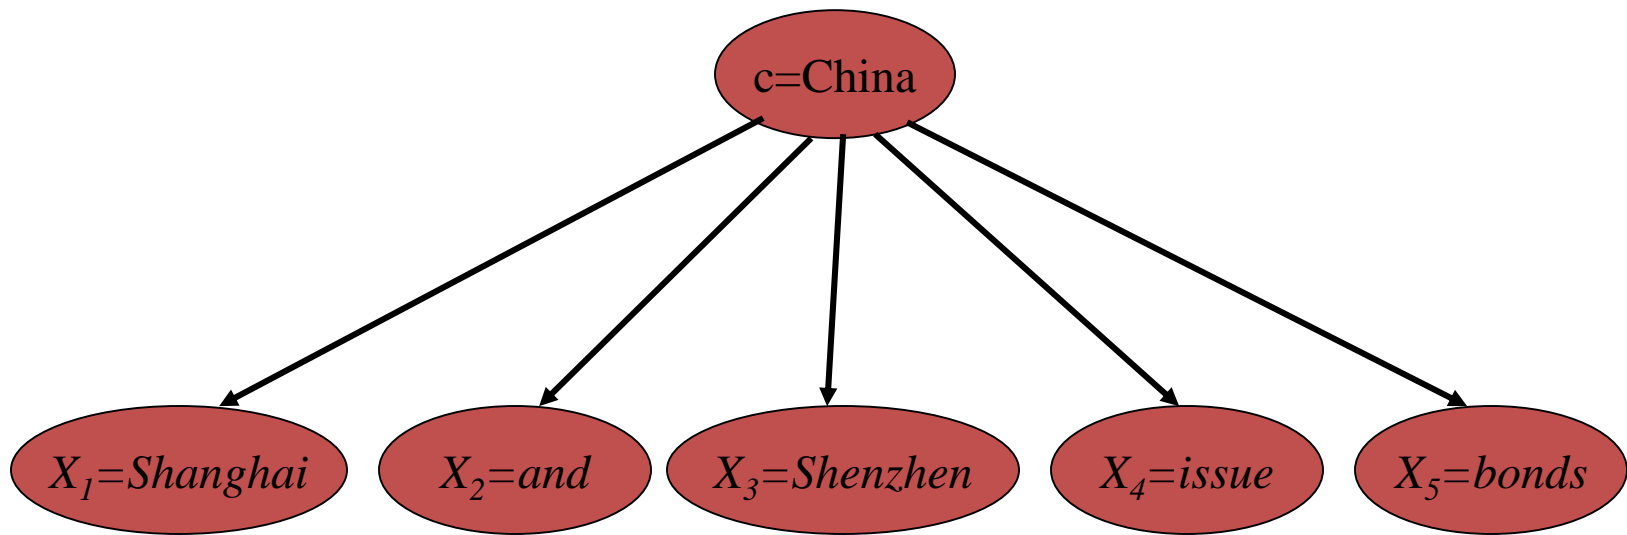 c=China
X1=Shanghai
X2=and
X3=Shenzhen
X4=issue
X5=bonds